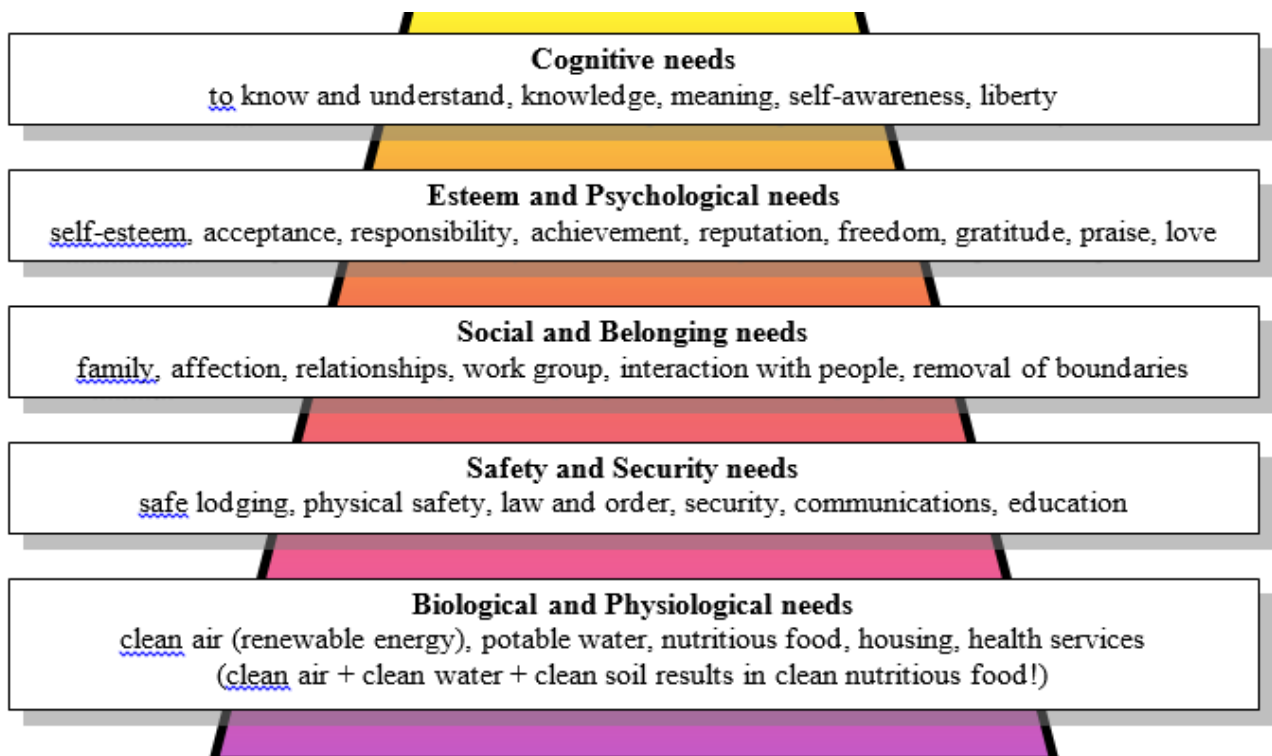 Cognitive needs
to know and understand, knowledge, meaning, self-awareness, liberty
Esteem and Psychological needs
self-esteem, acceptance, responsibility, achievement, reputation, freedom, gratitude, praise, love
Social and Belonging needs
family, affection, relationships, work group, interaction with people, removal of boundaries
Safety and Security needs
safe lodging, physical safety, law and order, security, communications, education
Biological and Physiological needs
clean air (renewable energy), potable water, nutritious food, housing, health services
(clean air + clean water + clean soil results in clean nutritious food!)